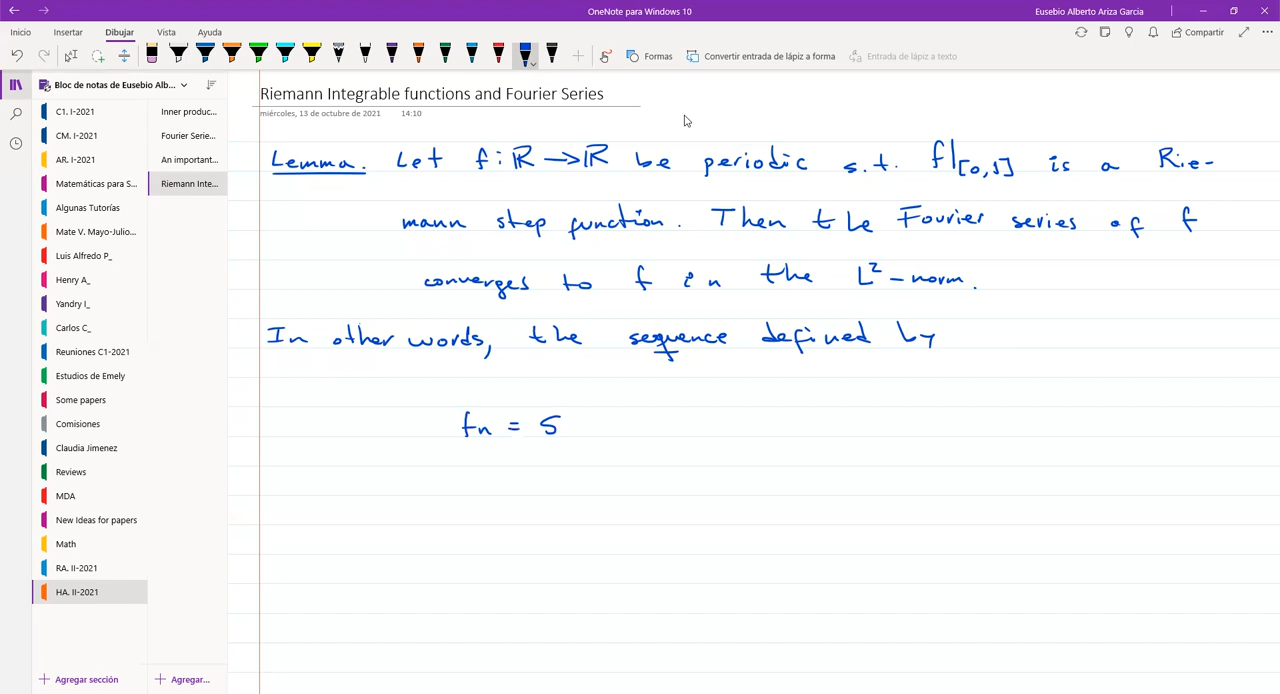 OneNote para Windows 10
Eusebio Alberto Ariza Garcia
Inicio
Insertar
Dibujar
Vista
Ayuda
Compartir
Formas
Convertir entrada de lápiz a forma
Entrada de lápiz a texto
Bloc de notas de Eusebio Alb...
C1. I-2021
CM. I-2021
AR. I-2021
Matemáticas para S...
Algunas Tutorías
Mate V. Mayo-Julio...
Luis Alfredo P_
Henry A_
Yandry I_
Carlos C_
Reuniones C1-2021
Estudios de Emely
Some papers
Comisiones
Claudia Jimenez
Reviews
MDA
New Ideas for papers
Math
RA. II-2021
HA. II-2021
Agregar sección
Inner produc...
Fourier Serie...
An important...
Riemann Inte...
Agregar...
Riemann Integrable functions and Fourier Series
miércoles, 13 de octubre de 2021 14:10
Lemma. Let f: ℝ → ℝ be periodic s.t. f|[0,1] is a Rie-
mann step function. Then the Fourier series of f
converges to f in the L²-norm.
In other words, the sequence defined by
fn = S